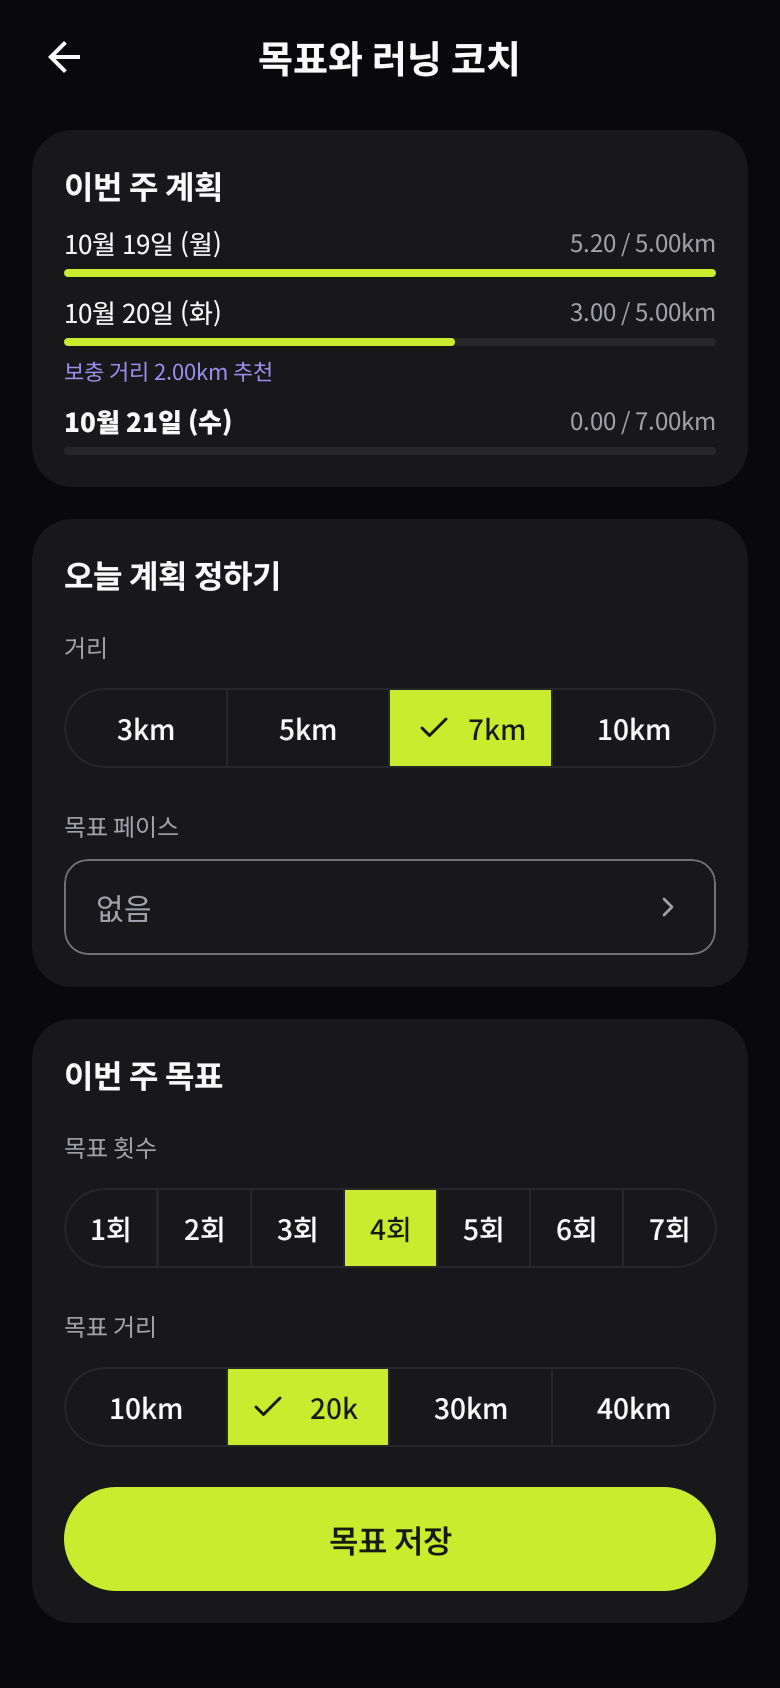 목표와 러닝 코치
이번 주 계획
10월 19일 (월) 5.20 / 5.00km
10월 20일 (화) 3.00 / 5.00km
보충 거리 2.00km 추천
10월 21일 (수) 0.00 / 7.00km
오늘 계획 정하기
거리
3km 5km 7km 10km
목표 페이스
없음
이번 주 목표
목표 횟수
1회 2회 3회 4회 5회 6회 7회
목표 거리
10km 20k 30km 40km
목표 저장